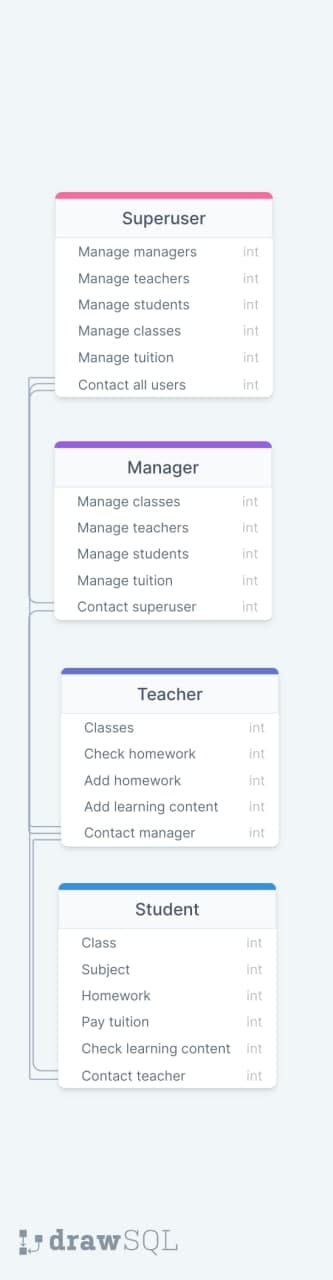 Superuser
Manage managers int
Manage teachers int
Manage students int
Manage classes int
Manage tuition int
Contact all users int
Manager
Manage classes int
Manage teachers int
Manage students int
Manage tuition int
Contact superuser int
Teacher
Classes int
Check homework int
Add homework int
Add learning content int
Contact manager int
Student
Class int
Subject int
Homework int
Pay tuition int
Check learning content int
Contact teacher int
drawSQL